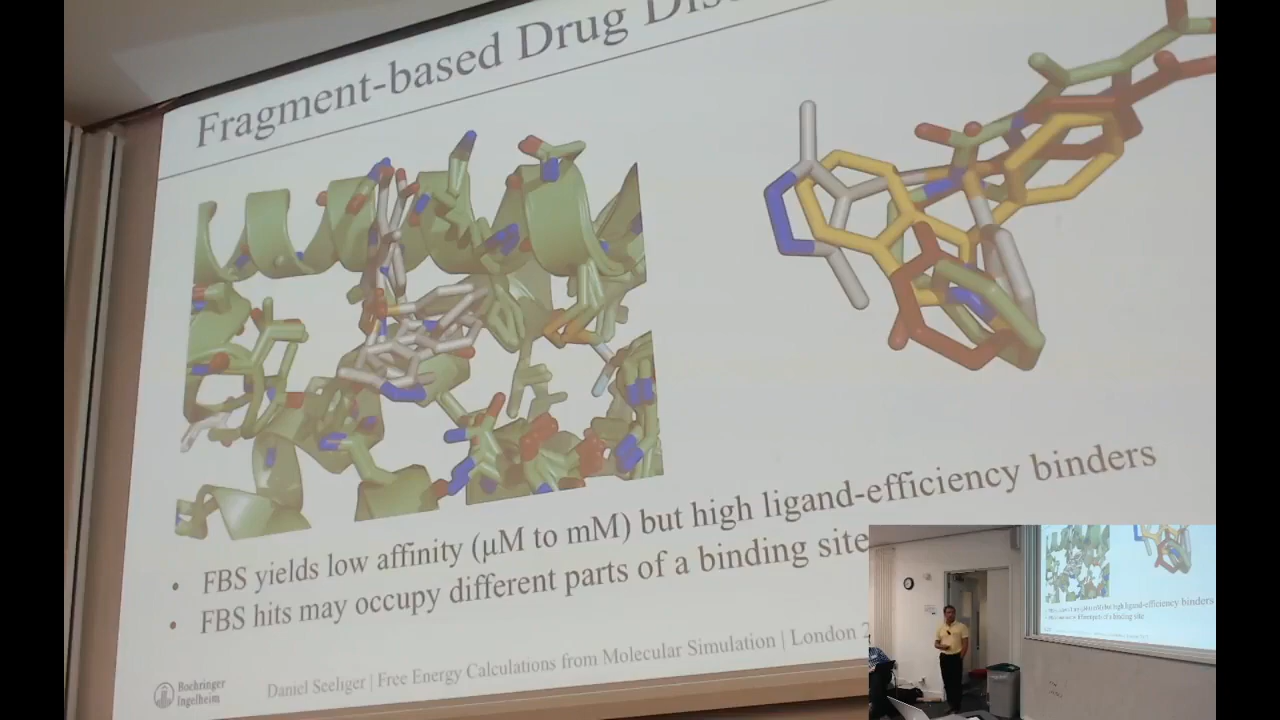 Fragment-based Drug
• FBS yields low affinity (μM to mM) but high ligand-efficiency binders
• FBS hits may occupy different parts of a binding site
Daniel Seeliger | Free Energy Calculations from Molecular Simulation | London 2
Boehringer
Ingelheim